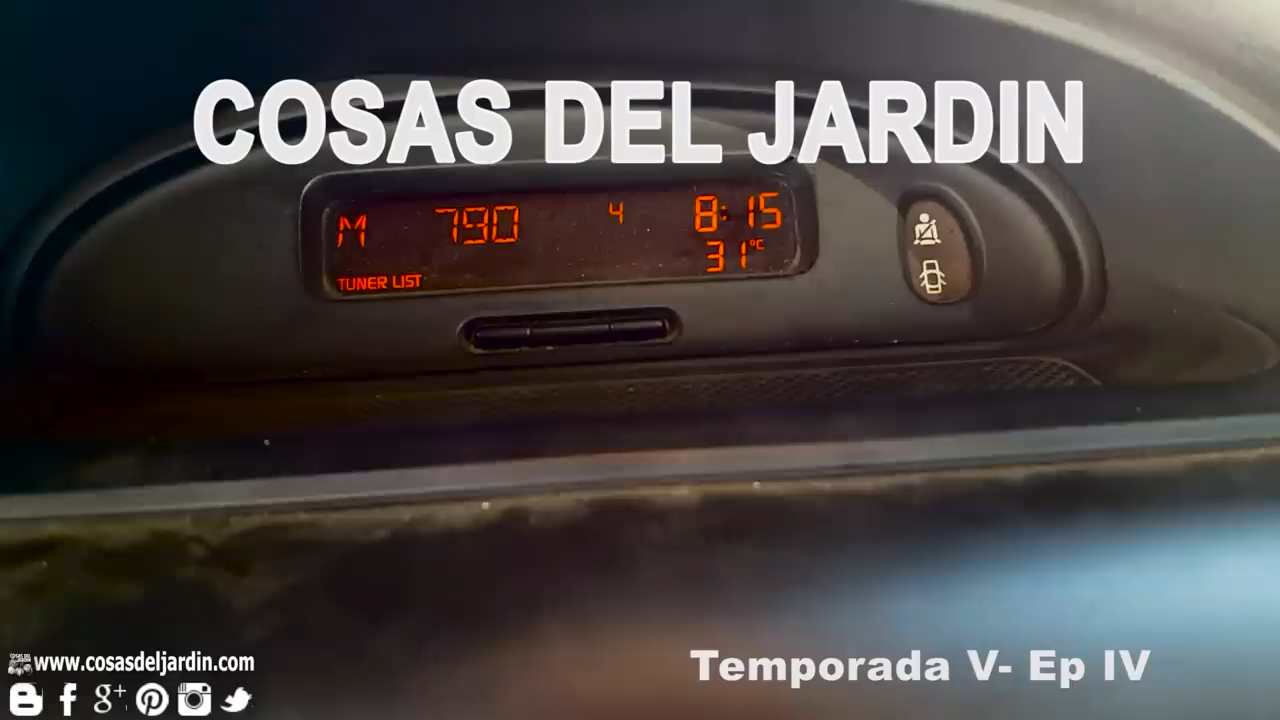 COSAS DEL JARDIN
M 790 4 8:15
31°C
TUNER LIST
www.cosasdeljardin.com
Temporada V- Ep IV